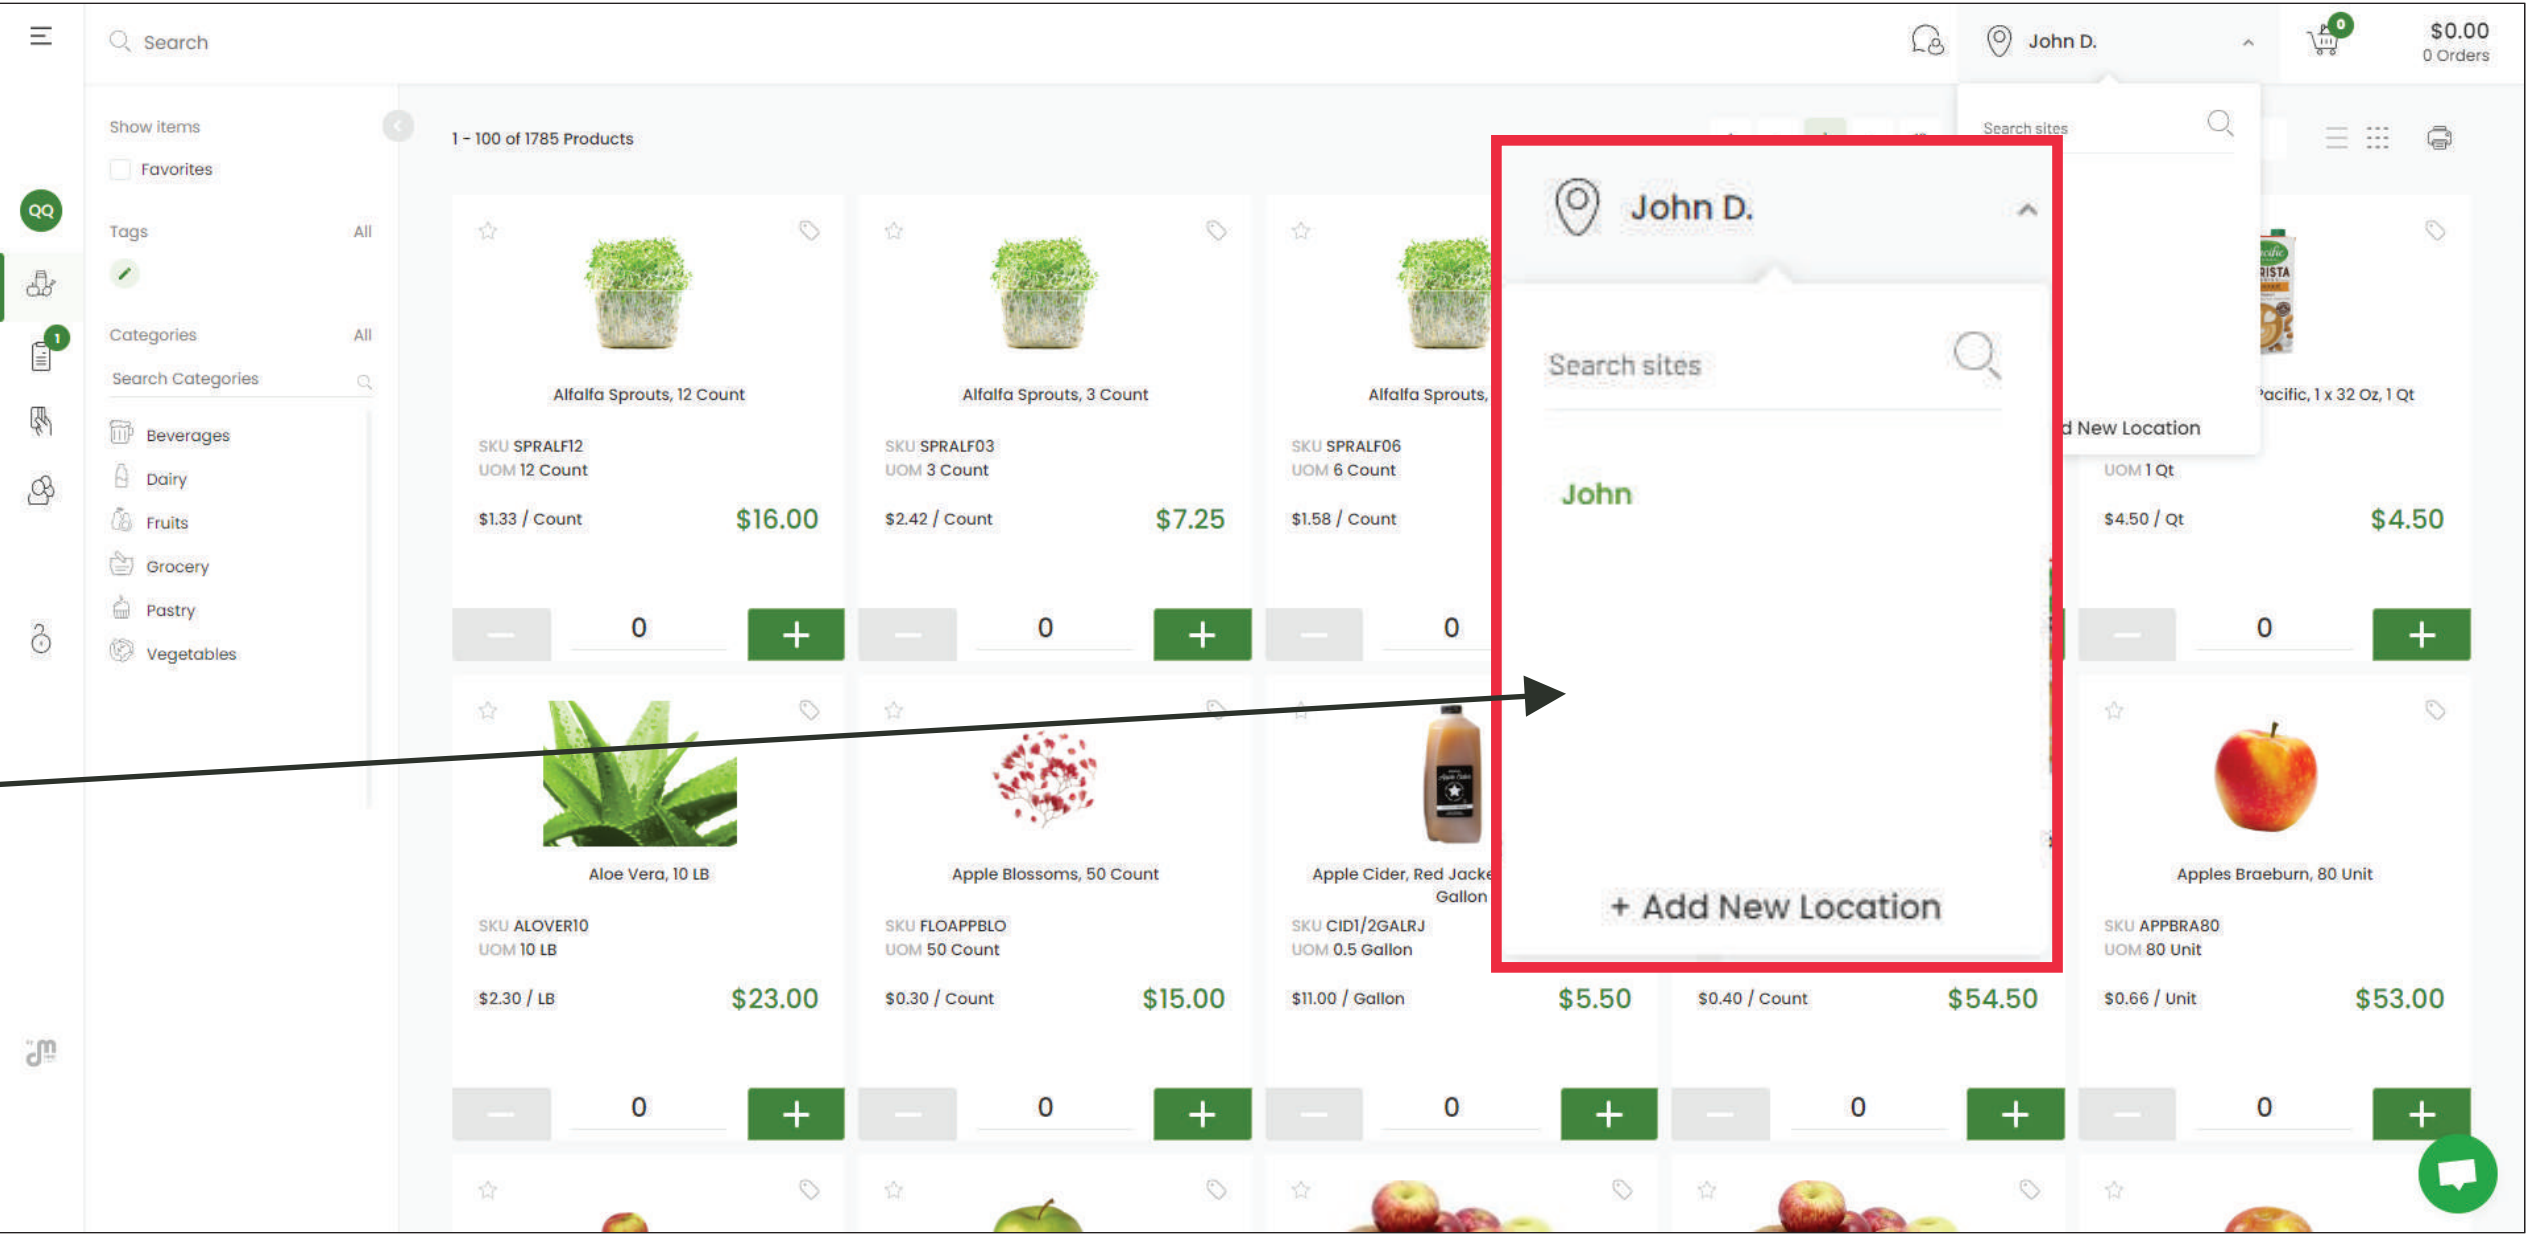 Search
John D.
0
$0.00
0 Orders
Show items
Favorites
QQ
Tags
All
1
Categories
All
Search Categories
Beverages
Dairy
Fruits
Grocery
Pastry
Vegetables
1 - 100 of 1785 Products
Search sites
New Location
John D.
Search sites
John
+ Add New Location
Alfalfa Sprouts, 12 Count
SKU SPRALF12
UOM 12 Count
$1.33 / Count
$16.00
0
Alfalfa Sprouts, 3 Count
SKU SPRALF03
UOM 3 Count
$2.42 / Count
$7.25
0
Alfalfa Sprouts,
SKU SPRALF06
UOM 6 Count
$1.58 / Count
0
Pacific, 1 x 32 Oz, 1 Qt
UOM 1 Qt
$4.50 / Qt
$4.50
0
Aloe Vera, 10 LB
SKU ALOVER10
UOM 10 LB
$2.30 / LB
$23.00
0
Apple Blossoms, 50 Count
SKU FLOAPPBLO
UOM 50 Count
$0.30 / Count
$15.00
0
Apple Cider, Red Jacke
Gallon
SKU CID1/2GALRJ
UOM 0.5 Gallon
$11.00 / Gallon
$5.50
0
$0.40 / Count
$54.50
0
Apples Braeburn, 80 Unit
SKU APPBRA80
UOM 80 Unit
$0.66 / Unit
$53.00
0